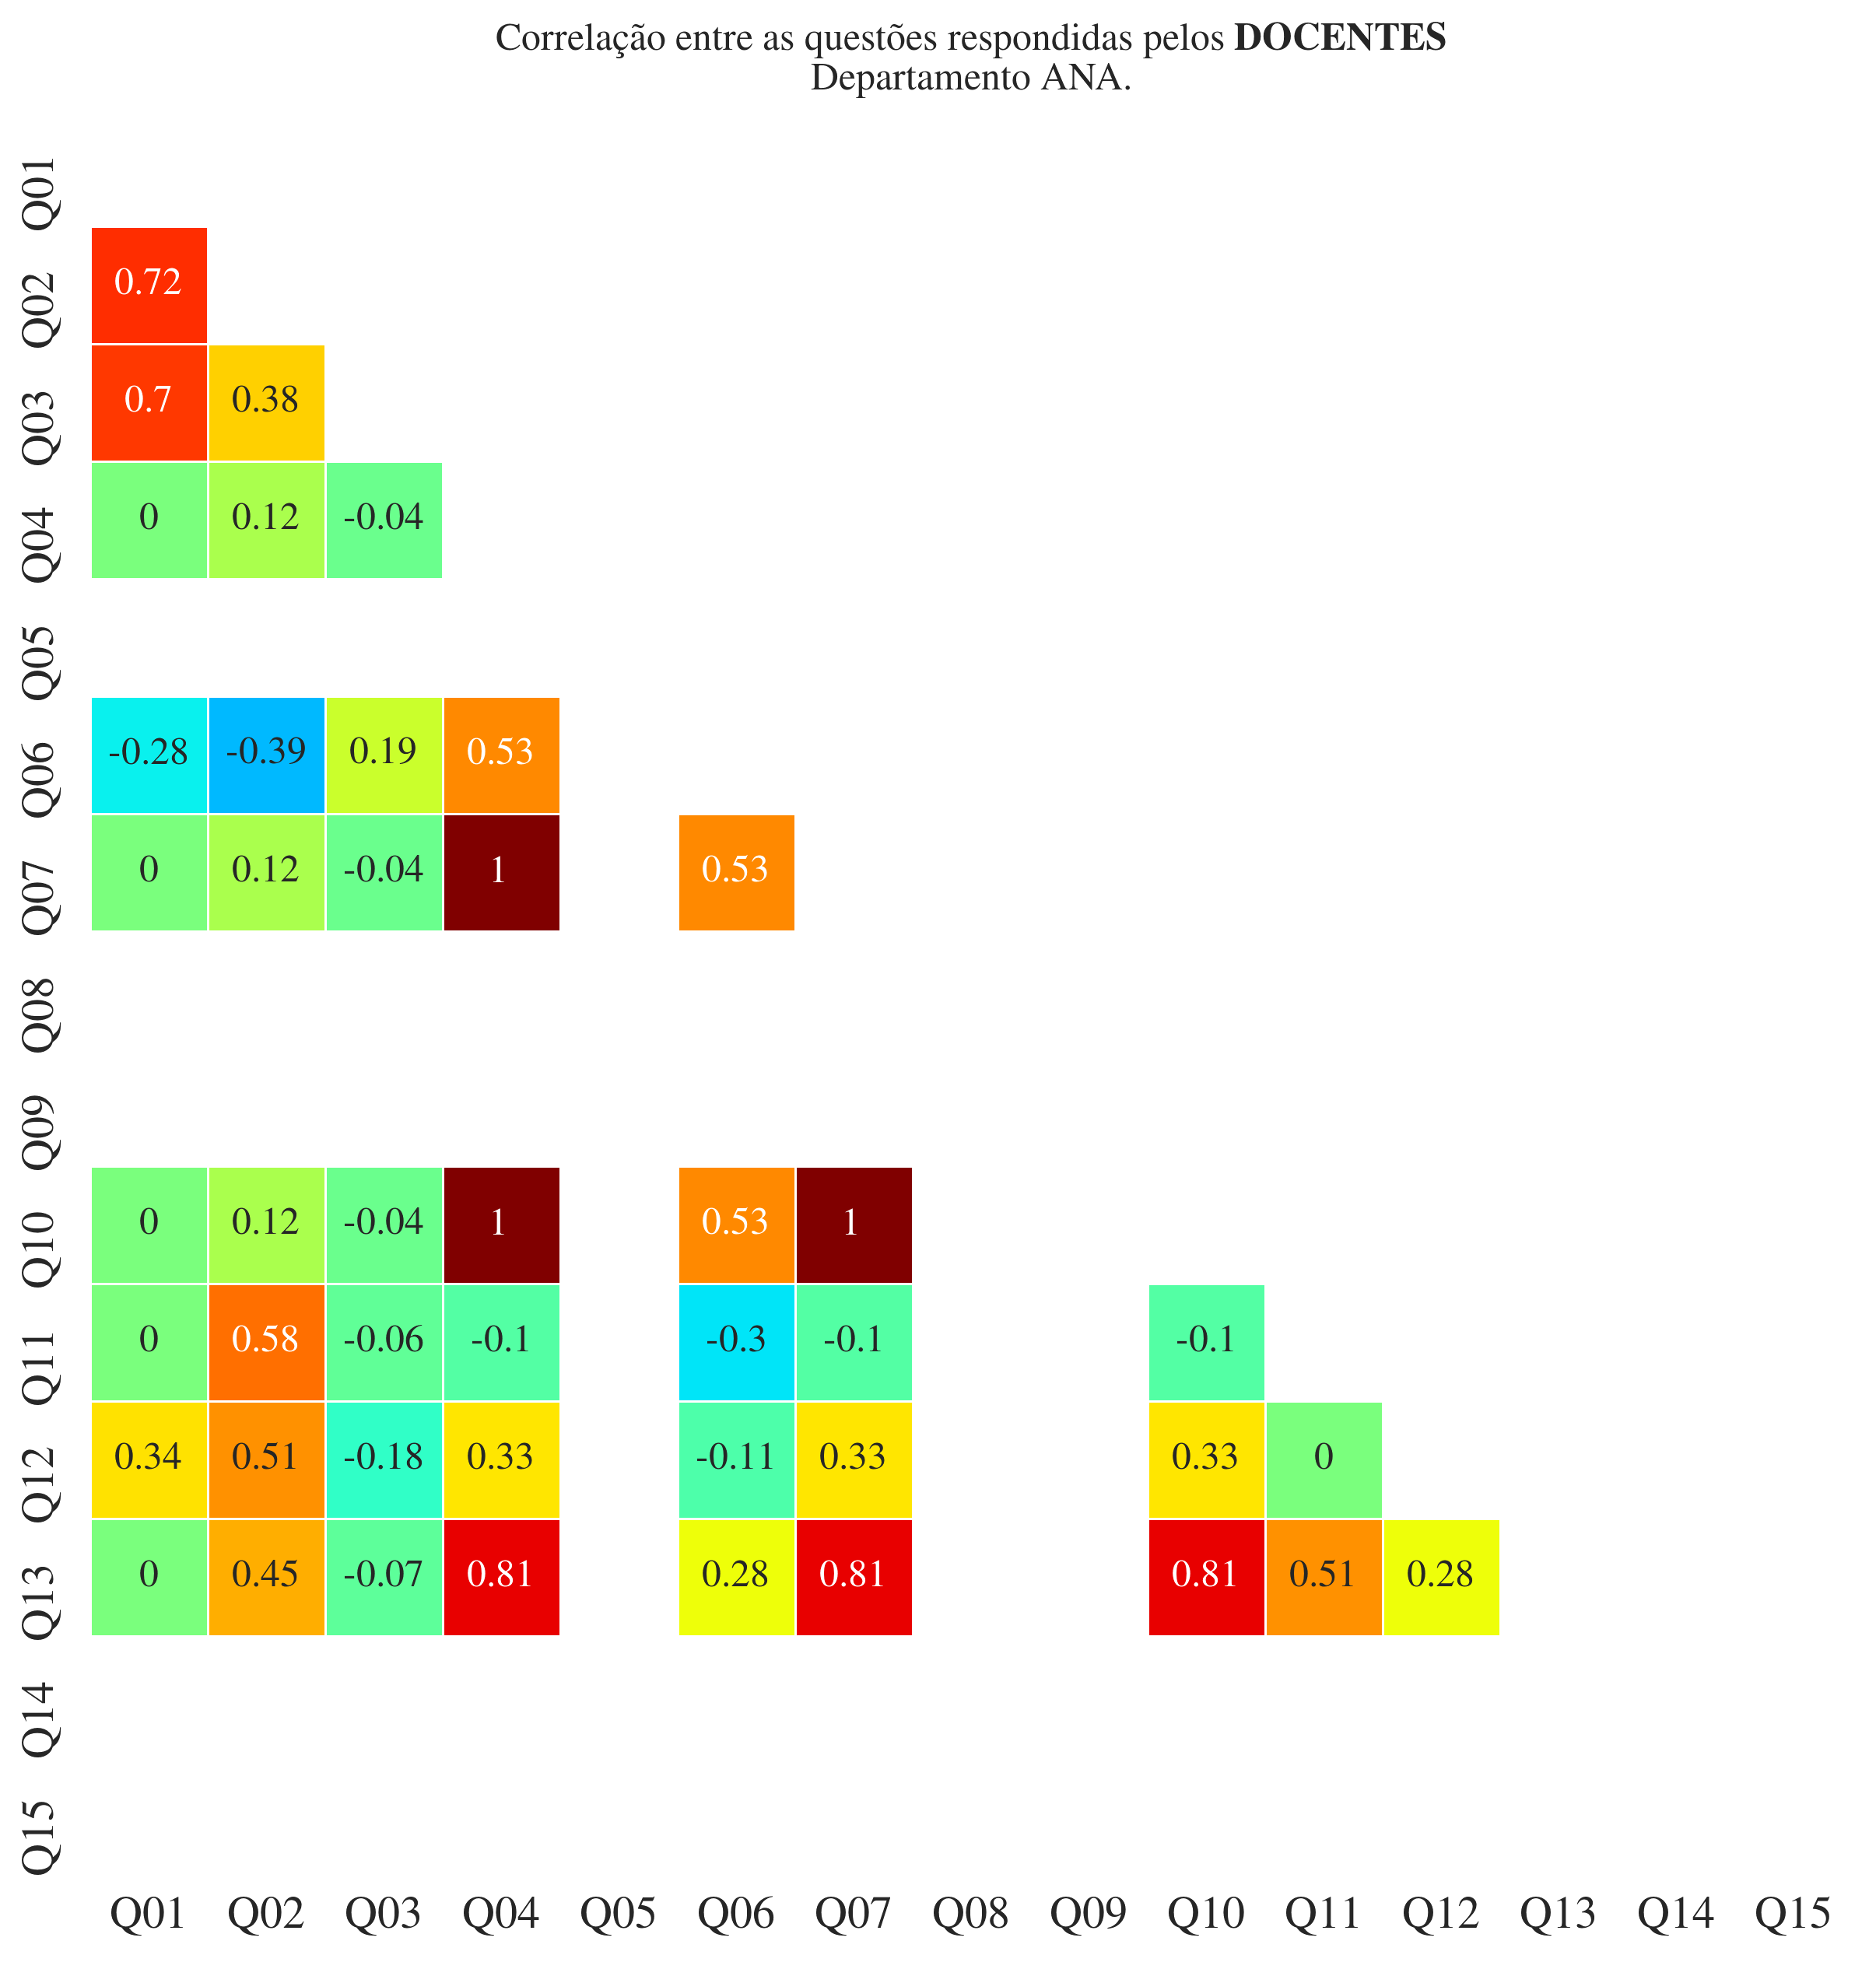 Correlação entre as questões respondidas pelos DOCENTES
Departamento ANA.
Q01
Q02 0.72
Q03 0.7 0.38
Q04 0 0.12 -0.04
Q05
Q06 -0.28 -0.39 0.19 0.53
Q07 0 0.12 -0.04 1 0.53
Q08
Q09
Q10 0 0.12 -0.04 1 0.53 1
Q11 0 0.58 -0.06 -0.1 -0.3 -0.1 -0.1
Q12 0.34 0.51 -0.18 0.33 -0.11 0.33 0.33 0
Q13 0 0.45 -0.07 0.81 0.28 0.81 0.81 0.51 0.28
Q14
Q15
Q01 Q02 Q03 Q04 Q05 Q06 Q07 Q08 Q09 Q10 Q11 Q12 Q13 Q14 Q15